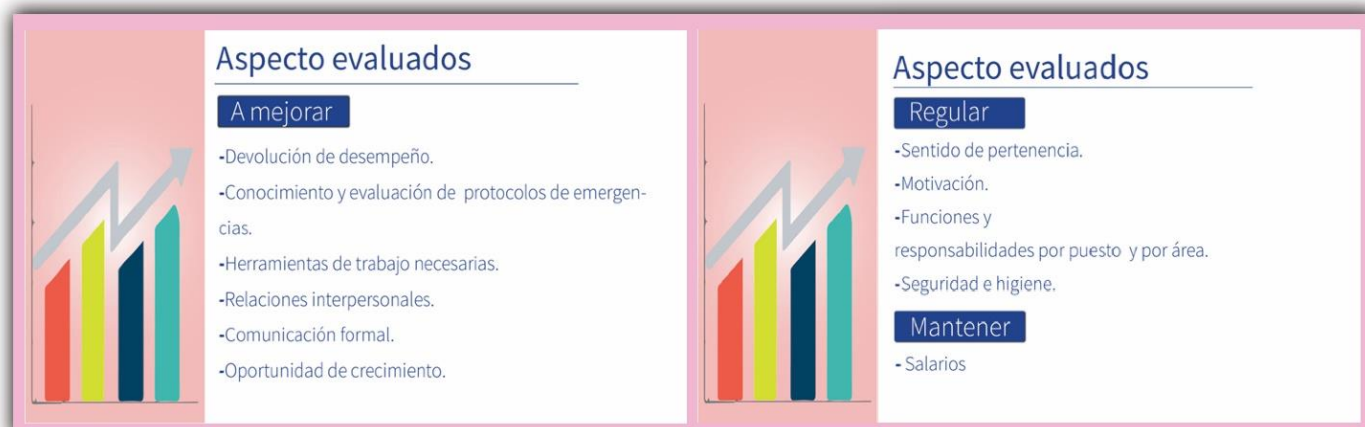 Aspecto evaluados
A mejorar
-Devolución de desempeño.
-Conocimiento y evaluación de protocolos de emergen-
cias.
-Herramientas de trabajo necesarias.
-Relaciones interpersonales.
-Comunicación formal.
-Oportunidad de crecimiento.
Aspecto evaluados
Regular
-Sentido de pertenencia.
-Motivación.
-Funciones y
responsabilidades por puesto y por área.
-Seguridad e higiene.
Mantener
- Salarios